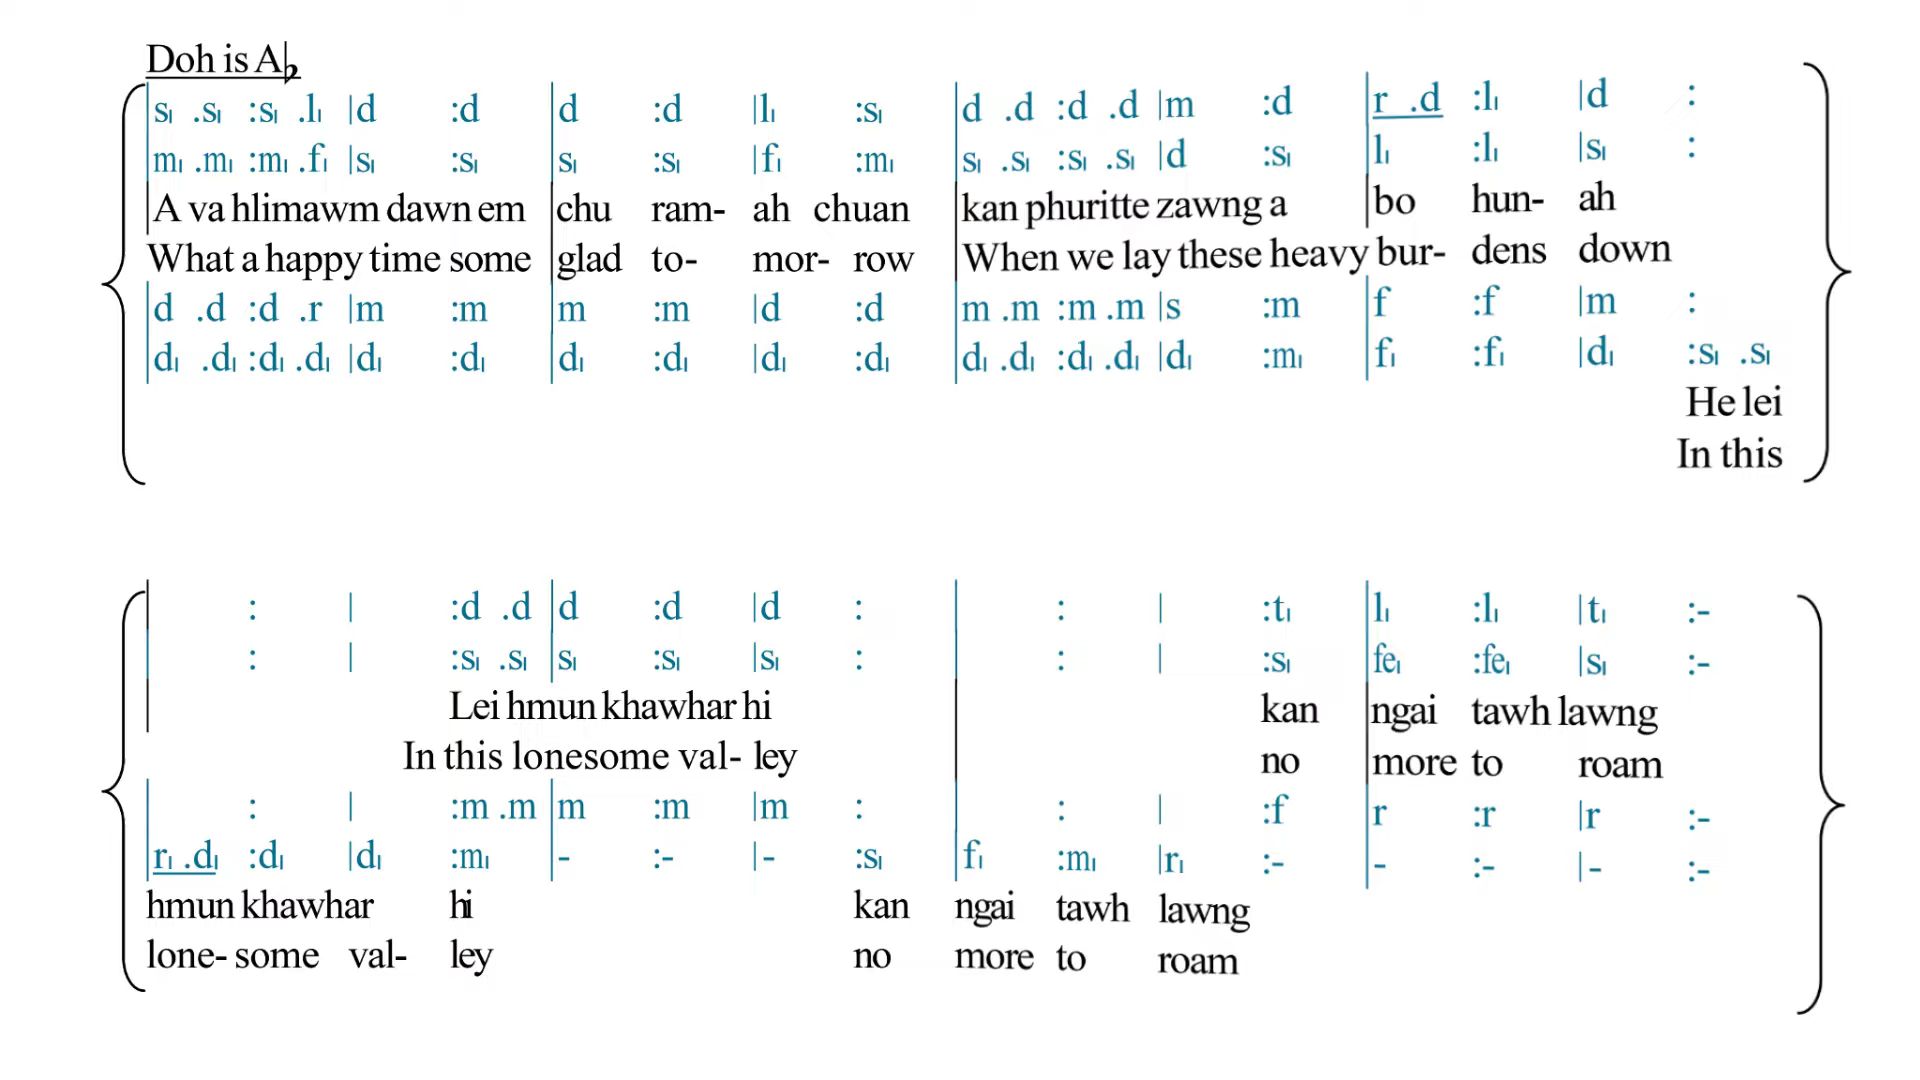 Doh is A♭
|s₁ .s₁ :s₁ .l₁ |d :d |d :d |l₁ :s₁ |d .d :d .d |m :d |r .d :l₁ |d :
|m₁ .m₁ :m₁ .f₁ |s₁ :s₁ |s₁ :s₁ |f₁ :m₁ |s₁ .s₁ :s₁ .s₁ |d :s₁ |l₁ :l₁ |s₁ :
A va hlimawm dawn em chu ram- ah chuan kan phuritte zawng a bo hun- ah
What a happy time some glad to- mor- row When we lay these heavy bur- dens down
|d .d :d .r |m :m |m :m |d :d |m .m :m .m |s :m |f :f |m :
|d₁ .d₁ :d₁ .d₁ |d₁ :d₁ |d₁ :d₁ |d₁ :d₁ |d₁ .d₁ :d₁ .d₁ |d₁ :m₁ |f₁ :f₁ |d₁ :s₁ .s₁
He lei
In this
| : | :d .d |d :d |d : | : | :t₁ |l₁ :l₁ |t₁ :-
| : | :s₁ .s₁ |s₁ :s₁ |s₁ : | : | :s₁ |fe₁ :fe₁ |s₁ :-
Lei hmun khawhar hi kan ngai tawh lawng
In this lonesome val- ley no more to roam
| : | :m .m |m :m |m : | : | :f |r :r |r :-
|r₁ .d₁ :d₁ |d₁ :m₁ |- :- |- :s₁ |f₁ :m₁ |r₁ :- |- :- |- :-
hmun khawhar hi kan ngai tawh lawng
lone- some val- ley no more to roam